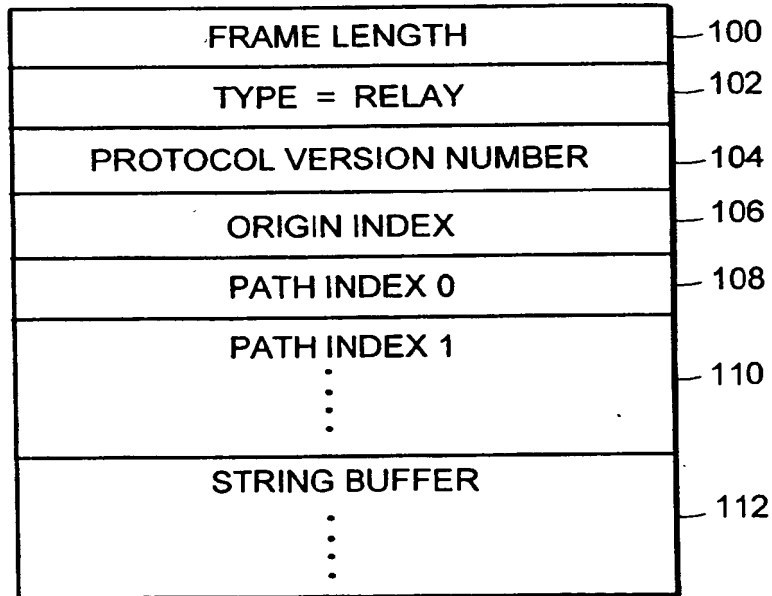 FRAME LENGTH 100
TYPE = RELAY 102
PROTOCOL VERSION NUMBER 104
ORIGIN INDEX 106
PATH INDEX 0 108
PATH INDEX 1
110
STRING BUFFER
112